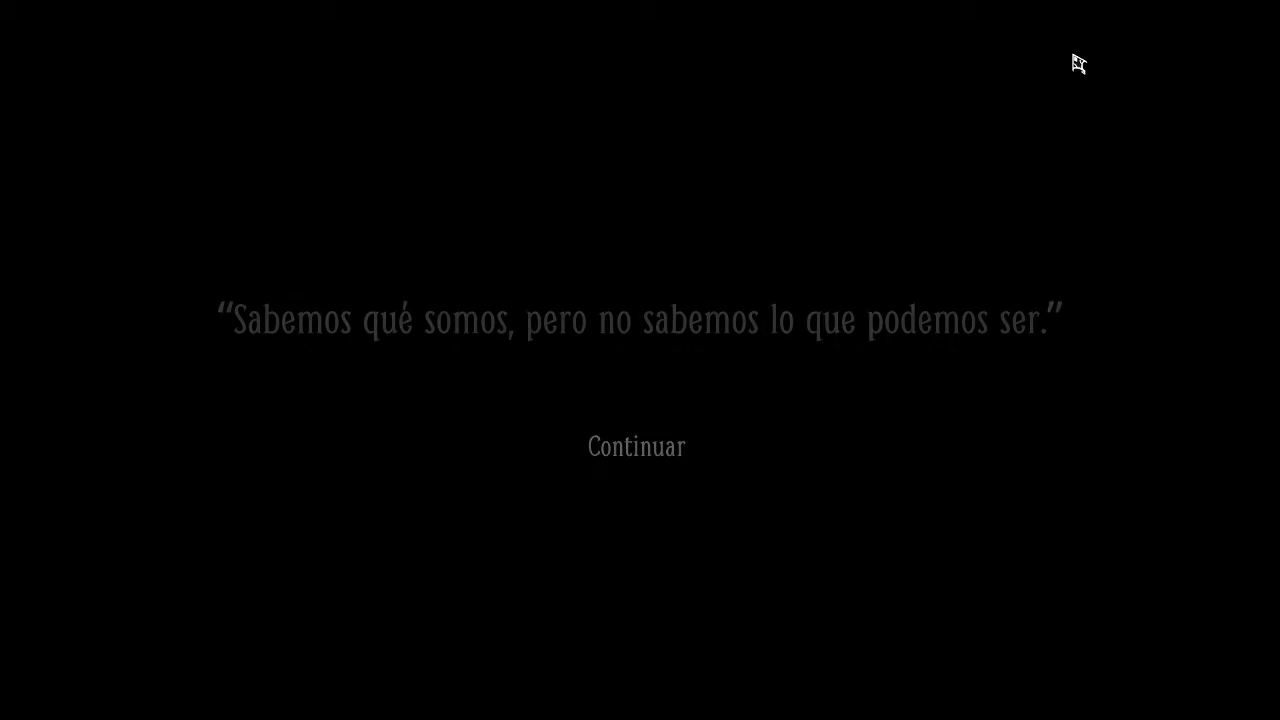 “Sabemos qué somos, pero no sabemos lo que podemos ser.”
Continuar